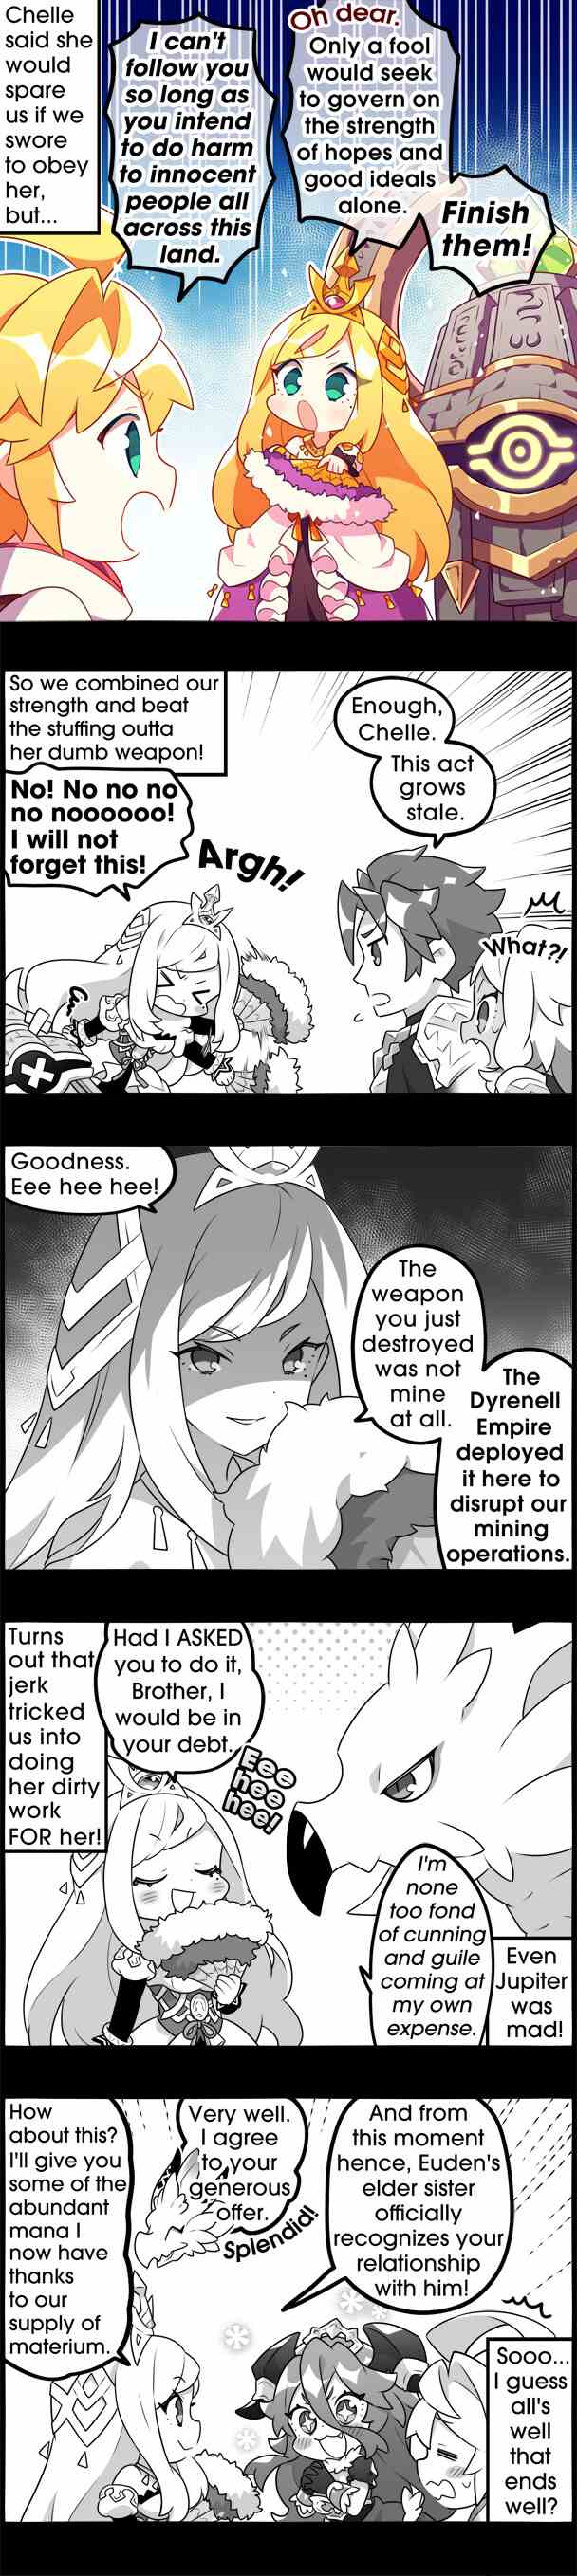 Chelle
said she
would
spare
us if we
swore
to obey
her,
but...
I can't
follow you
so long as
you intend
to do harm
to innocent
people all
across this
land.
Oh dear.
Only a fool
would seek
to govern on
the strength
of hopes and
good ideals
alone.
Finish
them!
So we combined our
strength and beat
the stuffing outta
her dumb weapon!
No! No no no
no noooooo!
I will not
forget this!
Argh!
Enough,
Chelle.
This act
grows
stale.
What?!
Goodness.
Eee hee hee!
The
weapon
you just
destroyed
was not
mine
at all.
The
Dyrenell
Empire
deployed
it here to
disrupt our
mining
operations.
Turns
out that
jerk
tricked
us into
doing
her dirty
work
FOR her!
Had I ASKED
you to do it,
Brother, I
would be in
your debt.
Eee
hee
hee!
I'm
none
too fond
of cunning
and guile
coming at
my own
expense.
Even
Jupiter
was
mad!
How
about this?
I'll give you
some of the
abundant
mana I
now have
thanks
to our
supply of
materium.
Very well.
I agree
to your
generous
offer.
Splendid!
And from
this moment
hence, Euden's
elder sister
officially
recognizes your
relationship
with him!
Sooo...
I guess
all's
well
that
ends
well?